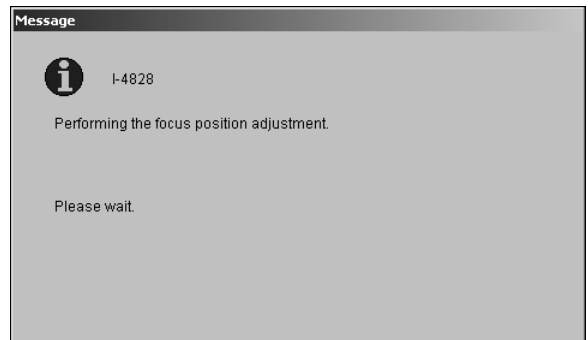 Message
I-4828
Performing the focus position adjustment.
Please wait.